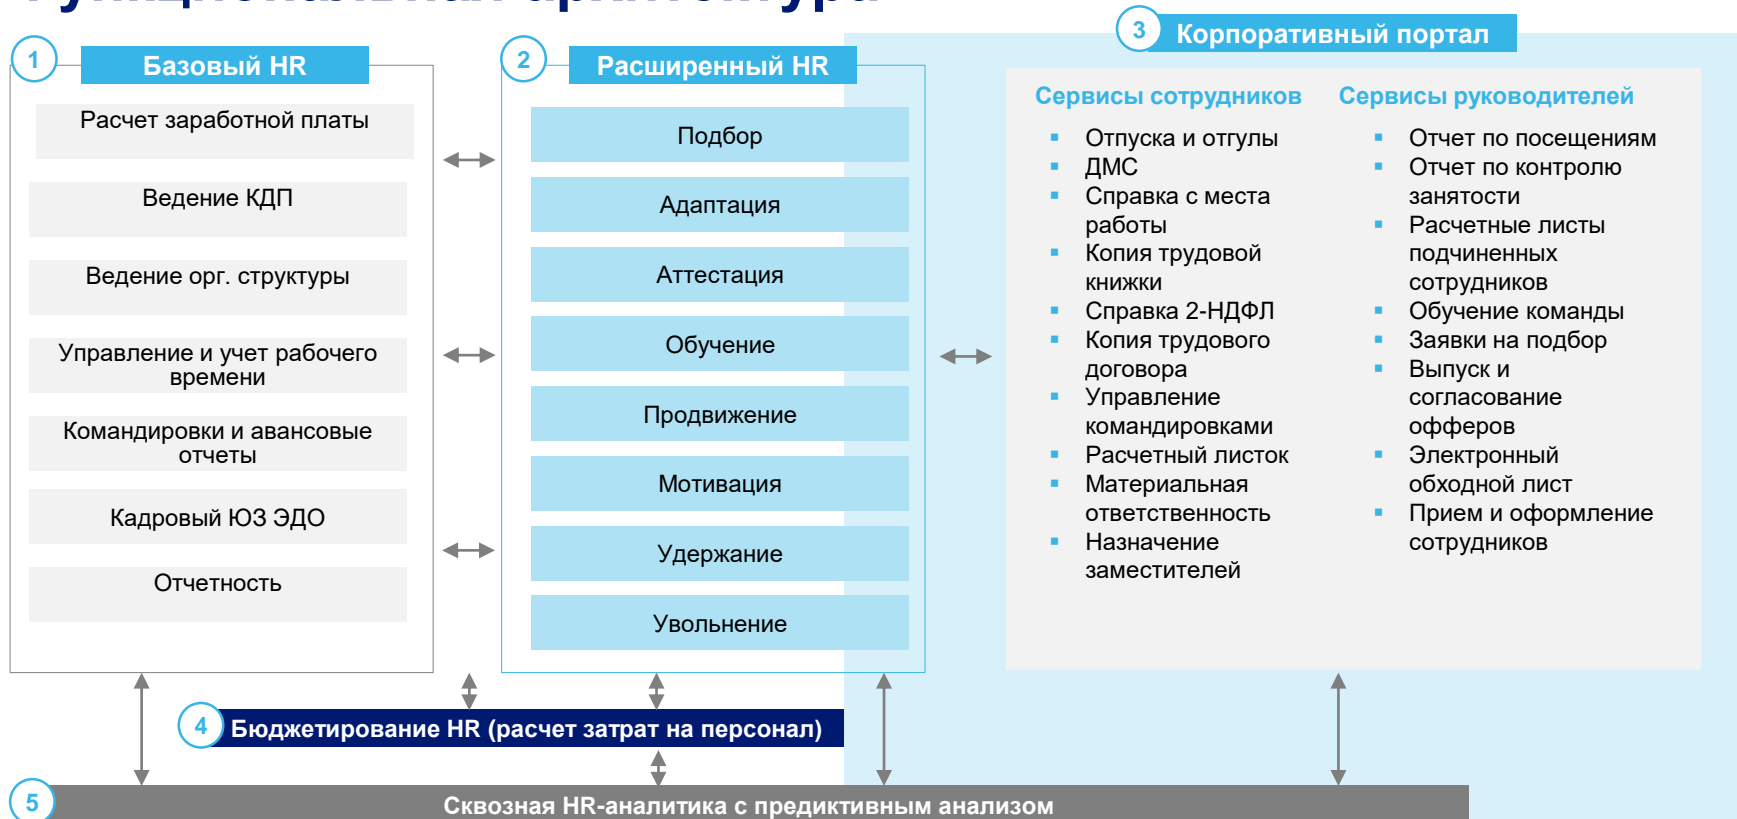 Функциональная архитектура
1
Базовый HR
Расчет заработной платы
Ведение КДП
Ведение орг. структуры
Управление и учет рабочего
времени
Командировки и авансовые
отчеты
Кадровый ЮЗ ЭДО
Отчетность
2
Расширенный HR
Подбор
Адаптация
Аттестация
Обучение
Продвижение
Мотивация
Удержание
Увольнение
3
Корпоративный портал
Сервисы сотрудников
Отпуска и отгулы
ДМС
Справка с места
работы
Копия трудовой
книжки
Справка 2-НДФЛ
Копия трудового
договора
Управление
командировками
Расчетный листок
Материальная
ответственность
Назначение
заместителей
Сервисы руководителей
Отчет по посещениям
Отчет по контролю
занятости
Расчетные листы
подчиненных
сотрудников
Обучение команды
Заявки на подбор
Выпуск и
согласование
офферов
Электронный
обходной лист
Прием и оформление
сотрудников
4
Бюджетирование HR (расчет затрат на персонал)
5
Сквозная HR-аналитика с предиктивным анализом